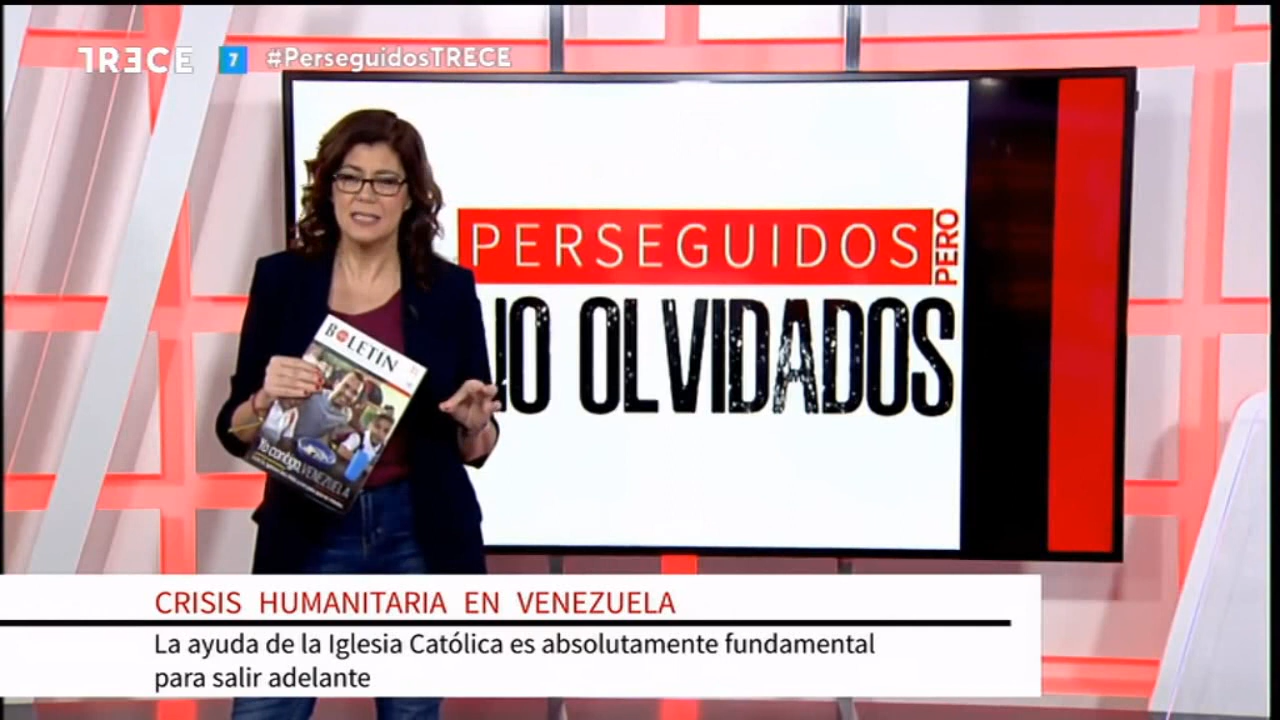 TRECE 7 #PerseguidosTRECE
PERSEGUIDOS
PERO
NO OLVIDADOS
BOLETÍN
Yo contigo, VENEZUELA
CRISIS HUMANITARIA EN VENEZUELA
La ayuda de la Iglesia Católica es absolutamente fundamental
para salir adelante